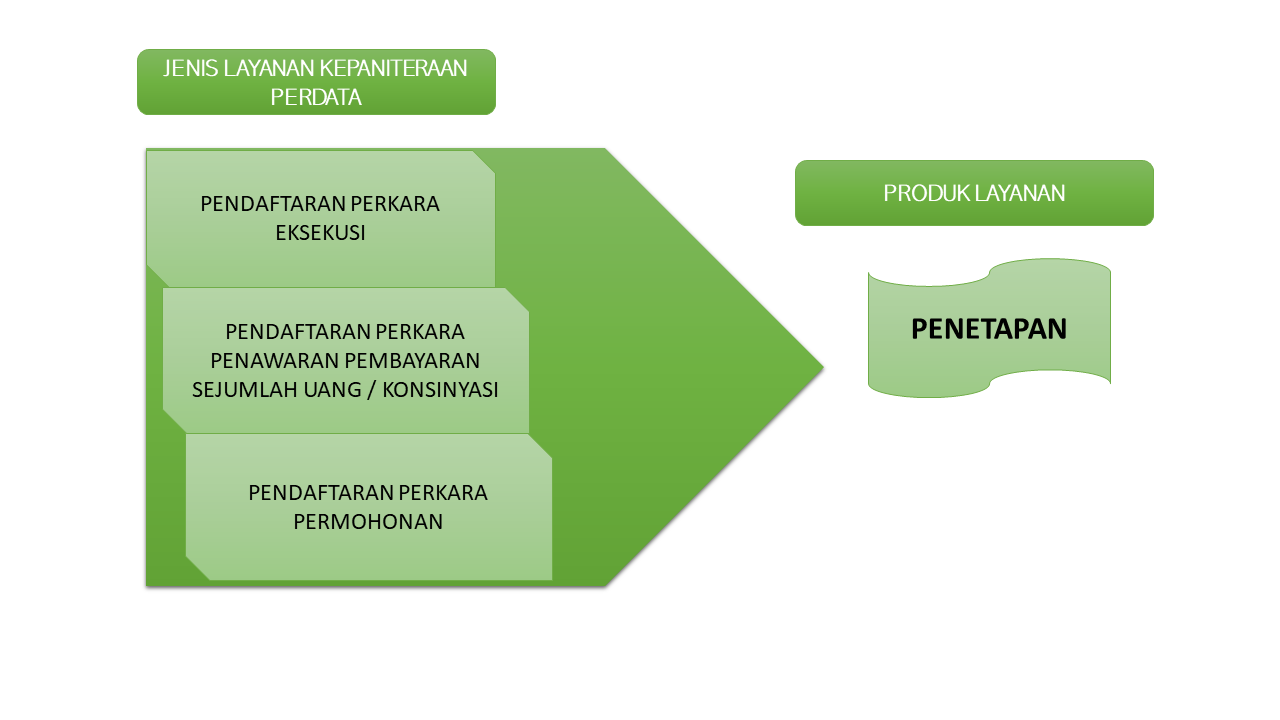 JENIS LAYANAN KEPANITERAAN
PERDATA
PENDAFTARAN PERKARA
EKSEKUSI
PENDAFTARAN PERKARA
PENAWARAN PEMBAYARAN
SEJUMLAH UANG / KONSINYASI
PENDAFTARAN PERKARA
PERMOHONAN
PRODUK LAYANAN
PENETAPAN